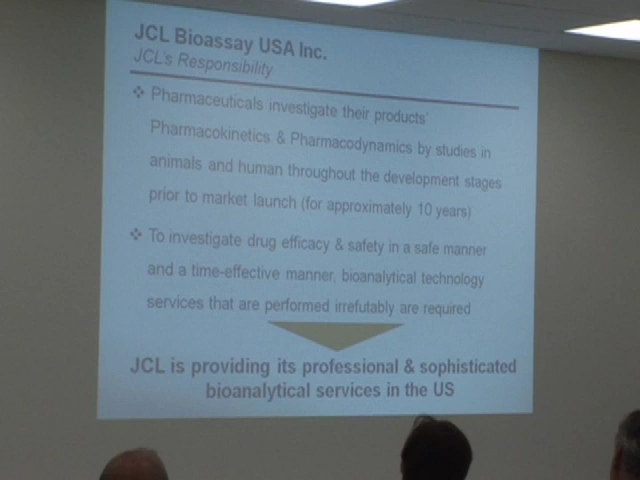 JCL Bioassay USA Inc.
JCL's Responsibility
❖ Pharmaceuticals investigate their products'
Pharmacokinetics & Pharmacodynamics by studies in
animals and human throughout the development stages
prior to market launch (for approximately 10 years)
❖ To investigate drug efficacy & safety in a safe manner
and a time-effective manner, bioanalytical technology
services that are performed irrefutably are required
JCL is providing its professional & sophisticated
bioanalytical services in the US